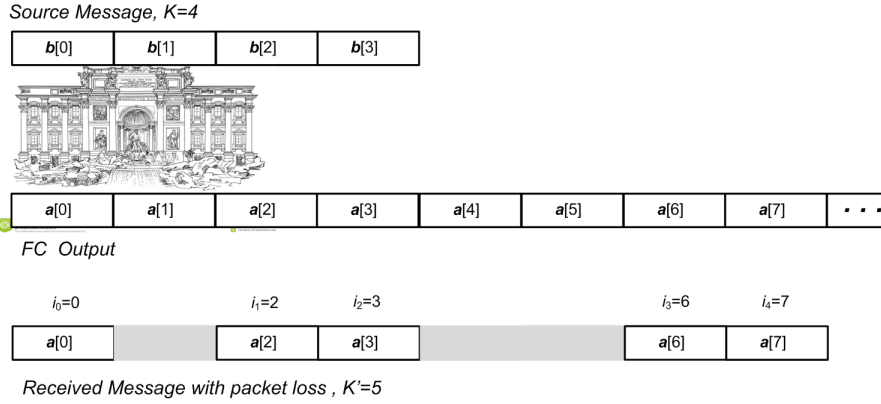 Source Message, K=4
b[0] b[1] b[2] b[3]
a[0] a[1] a[2] a[3] a[4] a[5] a[6] a[7] ...
FC Output
i₀=0 i₁=2 i₂=3 i₃=6 i₄=7
a[0] a[2] a[3] a[6] a[7]
Received Message with packet loss , K'=5